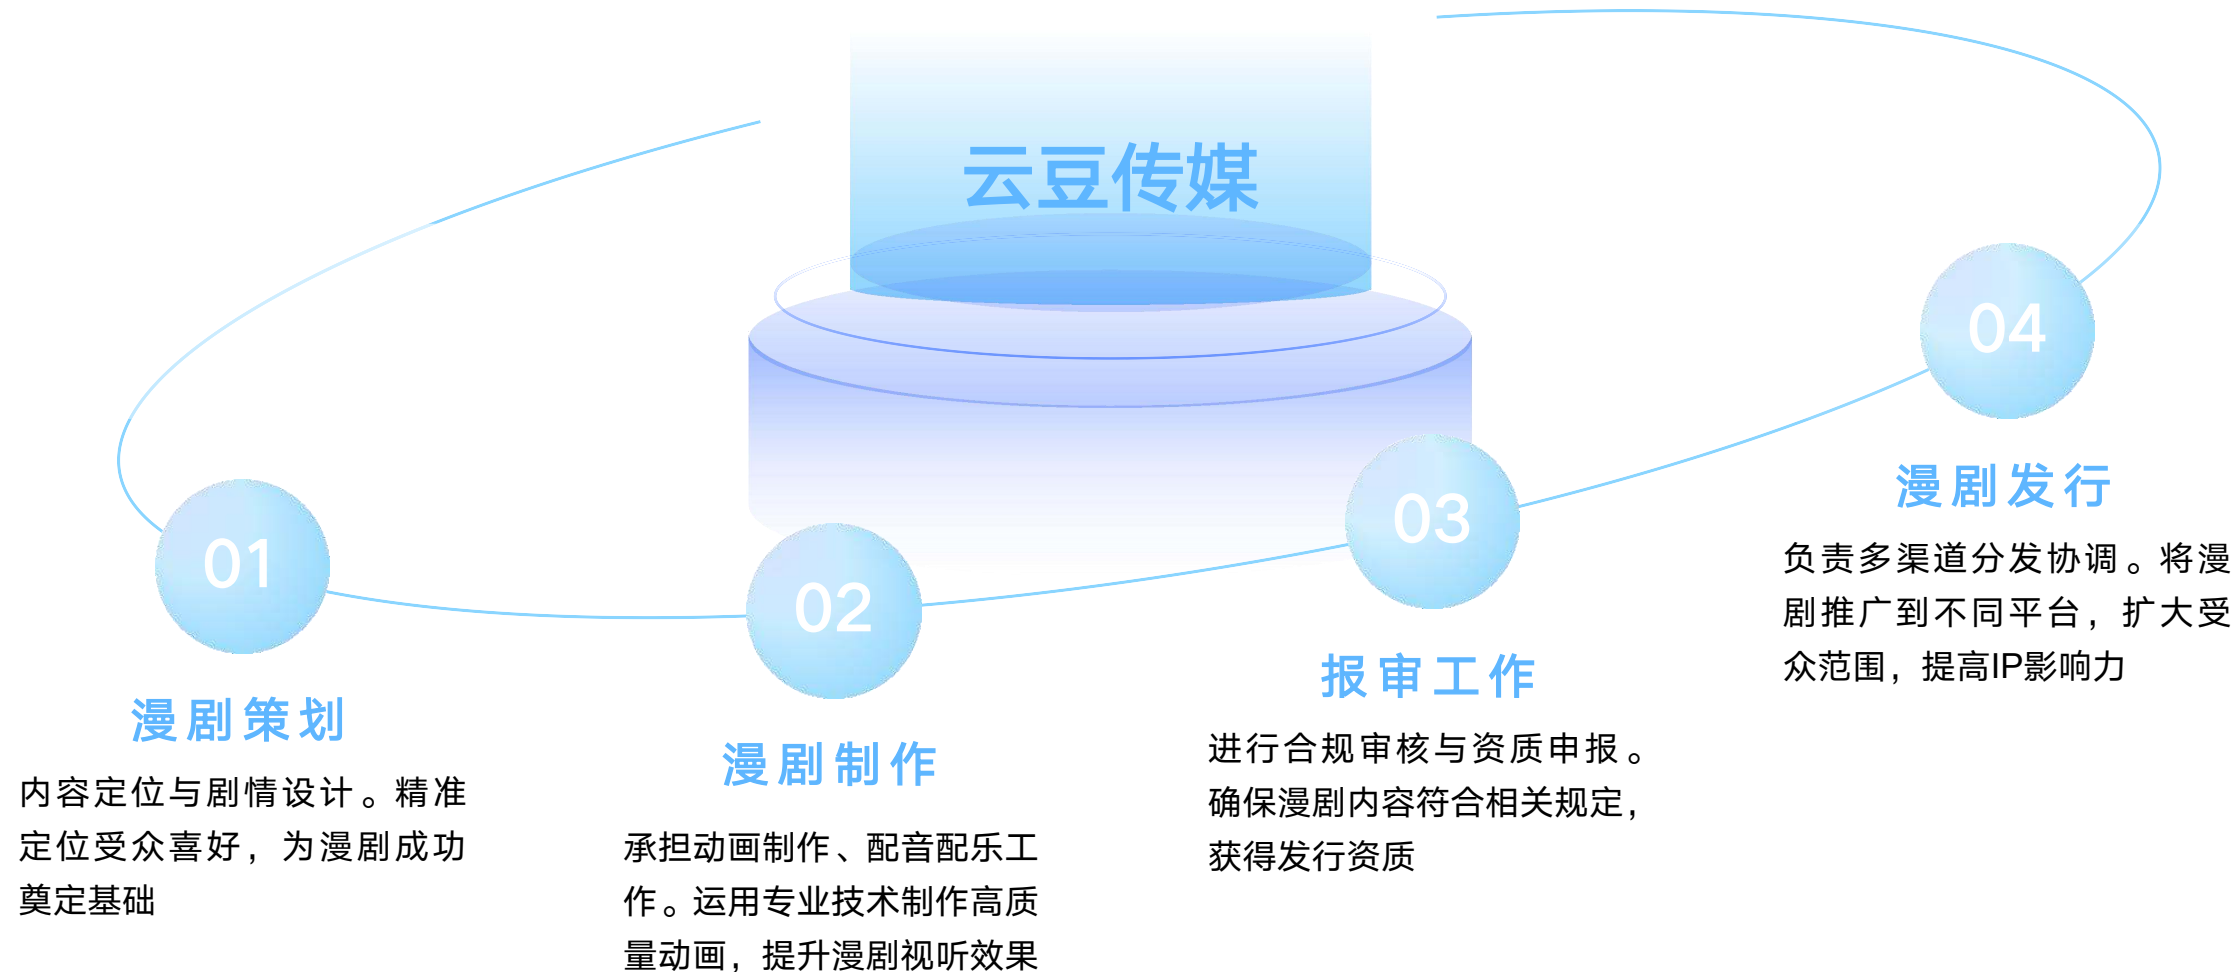 云豆传媒
01
漫剧策划
内容定位与剧情设计。精准
定位受众喜好，为漫剧成功
奠定基础
02
漫剧制作
承担动画制作、配音配乐工
作。运用专业技术制作高质
量动画，提升漫剧视听效果
03
报审工作
进行合规审核与资质申报。
确保漫剧内容符合相关规定，
获得发行资质
04
漫剧发行
负责多渠道分发协调。将漫
剧推广到不同平台，扩大受
众范围，提高IP影响力